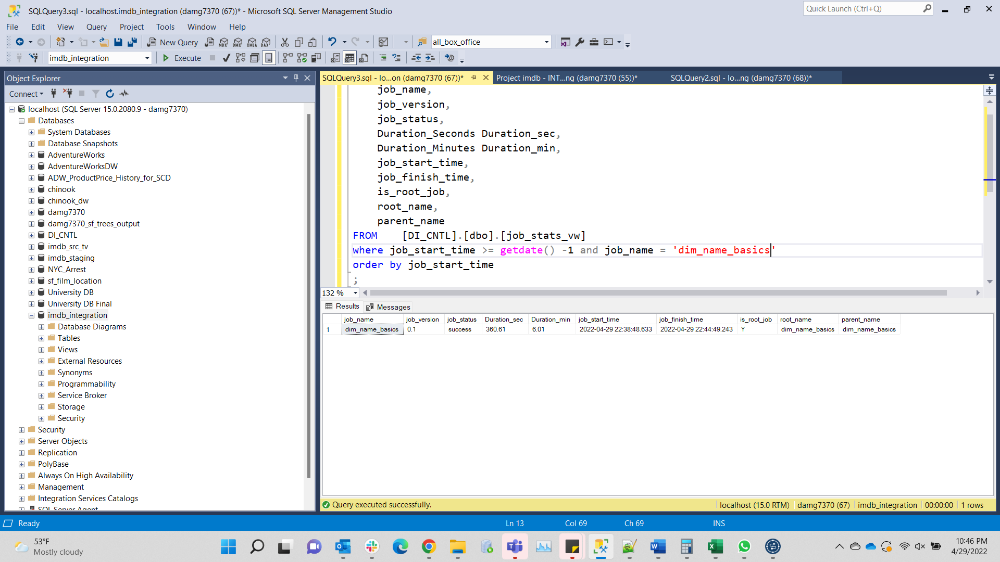 SQLQuery3.sql - localhost.imdb_integration (damg7370 (67))* - Microsoft SQL Server Management Studio
Quick Launch (Ctrl+Q)
File Edit View Query Project Tools Window Help
New Query MDX DMX XMLA DAX all_box_office
imdb_integration Execute
Object Explorer
Connect
localhost (SQL Server 15.0.2080.9 - damg7370)
Databases
System Databases
Database Snapshots
AdventureWorks
AdventureWorksDW
ADW_ProductPrice_History_for_SCD
chinook
chinook_dw
damg7370
damg7370_sf_trees_output
DI_CNTL
imdb_src_tv
imdb_staging
NYC_Arrest
sf_film_location
University DB
University DB Final
imdb_integration
Database Diagrams
Tables
Views
External Resources
Synonyms
Programmability
Service Broker
Storage
Security
Security
Server Objects
Replication
PolyBase
Always On High Availability
Management
Integration Services Catalogs
SQL Server Agent
SQLQuery3.sql - lo...on (damg7370 (67))* Project imdb - INT...ng (damg7370 (55))* SQLQuery2.sql - lo...ng (damg7370 (68))*
job_name,
job_version,
job_status,
Duration_Seconds Duration_sec,
Duration_Minutes Duration_min,
job_start_time,
job_finish_time,
is_root_job,
root_name,
parent_name
FROM [DI_CNTL].[dbo].[job_stats_vw]
where job_start_time >= getdate() -1 and job_name = 'dim_name_basics'
order by job_start_time
;
132 %
Results Messages
job_name job_version job_status Duration_sec Duration_min job_start_time job_finish_time is_root_job root_name parent_name
1 dim_name_basics 0.1 success 360.61 6.01 2022-04-29 22:38:48.633 2022-04-29 22:44:49.243 Y dim_name_basics dim_name_basics
Query executed successfully. localhost (15.0 RTM) damg7370 (67) imdb_integration 00:00:00 1 rows
Ready Ln 13 Col 69 Ch 69 INS
53°F
Mostly cloudy
10:46 PM
4/29/2022